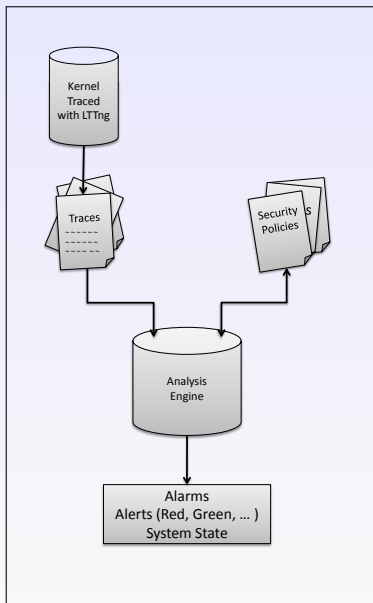 Kernel
Traced
with LTTng
Traces
Security
Policies
Analysis
Engine
Alarms
Alerts (Red, Green, ... )
System State